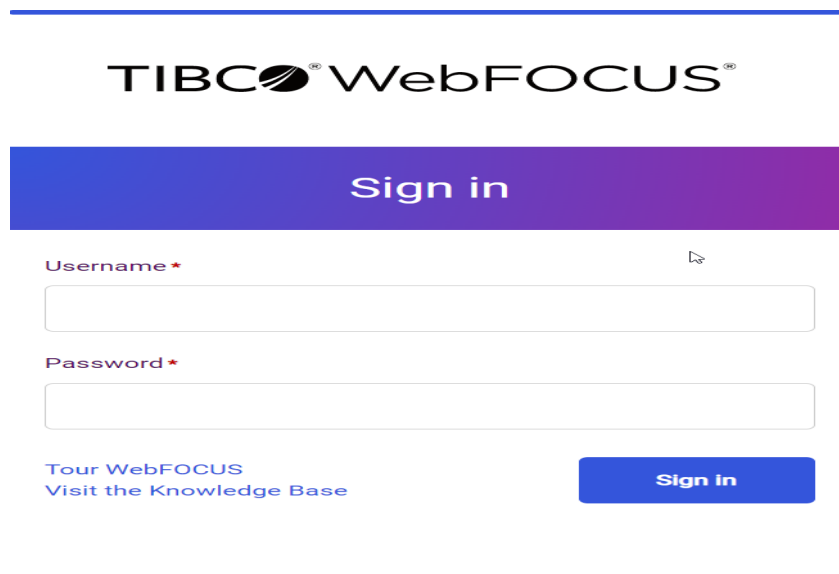 TIBCO® WebFOCUS®
Sign in
Username *
Password *
Tour WebFOCUS
Visit the Knowledge Base
Sign in